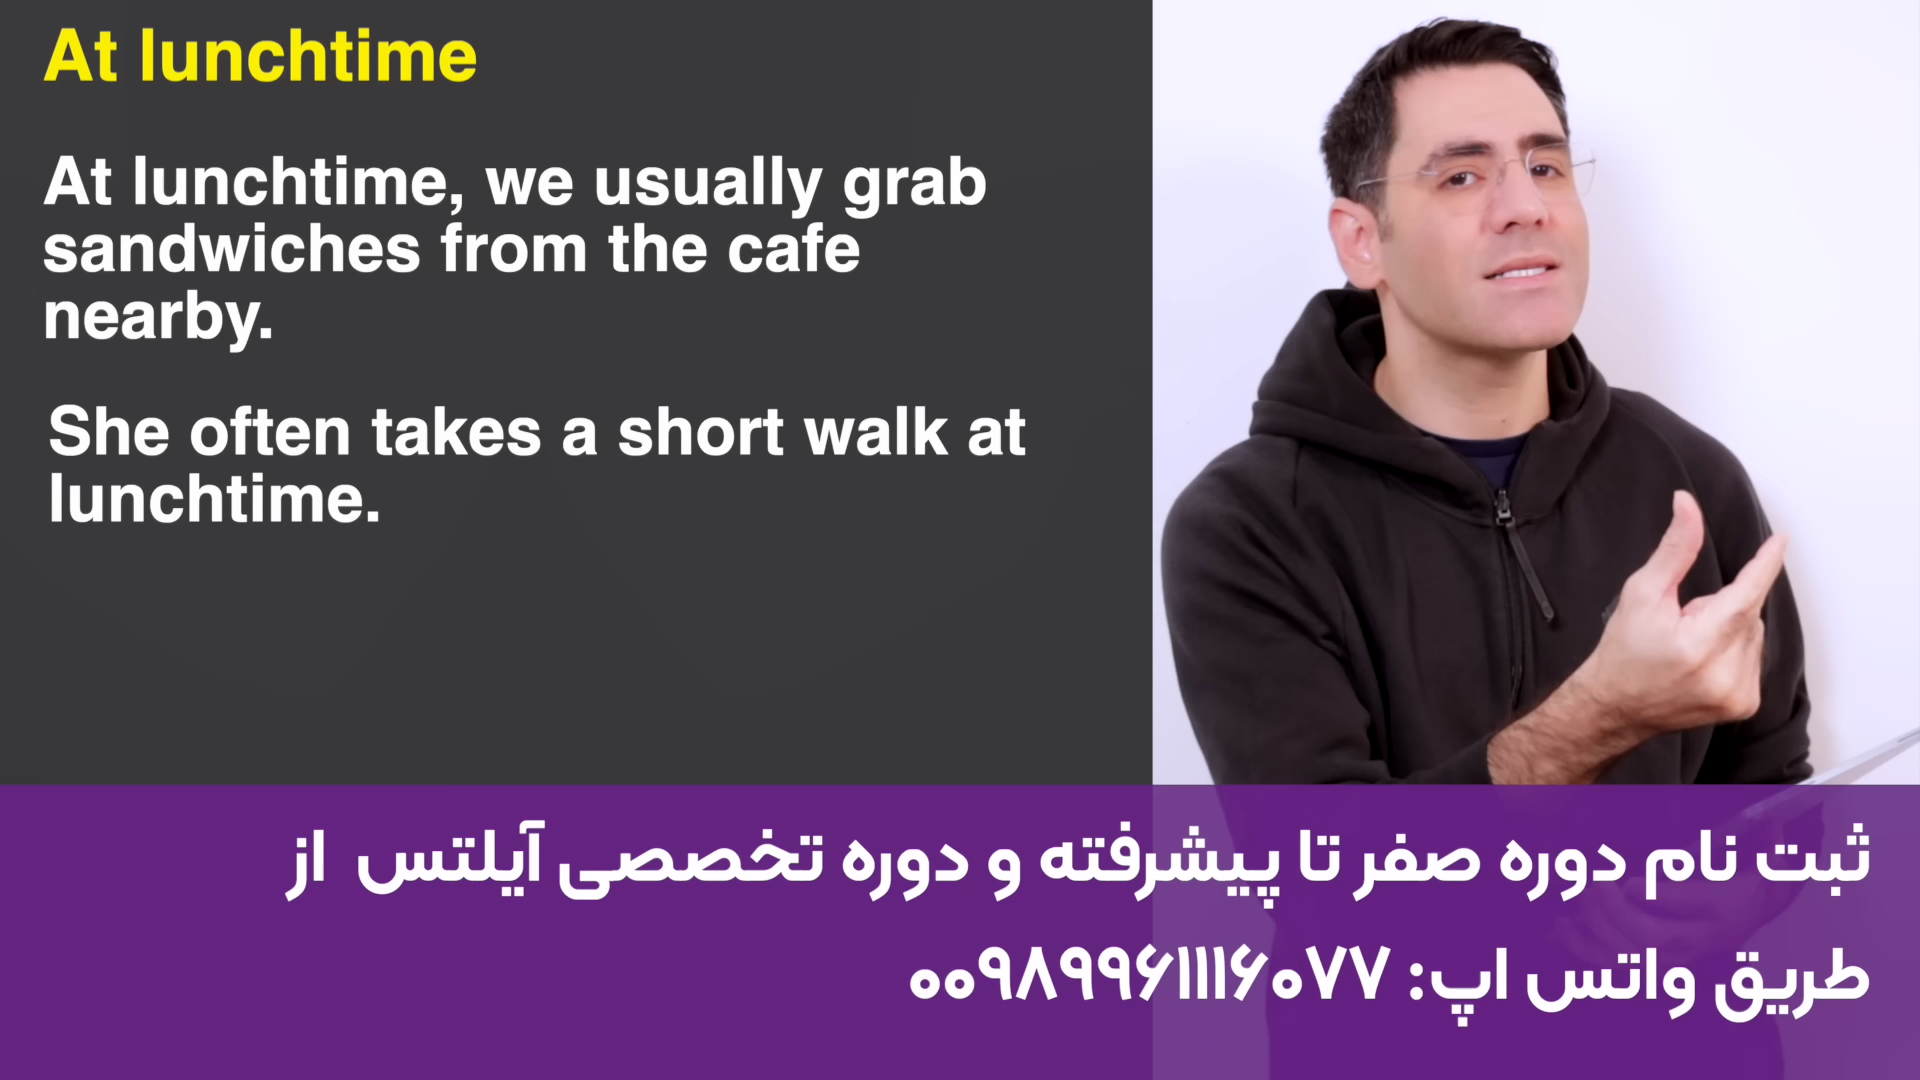 At lunchtime
At lunchtime, we usually grab
sandwiches from the cafe
nearby.
She often takes a short walk at
lunchtime.
ثبت نام دوره صفر تا پیشرفته و دوره تخصصی آیلتس از
طریق واتس اپ: ۰۰۹۸۹۹۶۱۱۱۶۰۷۷